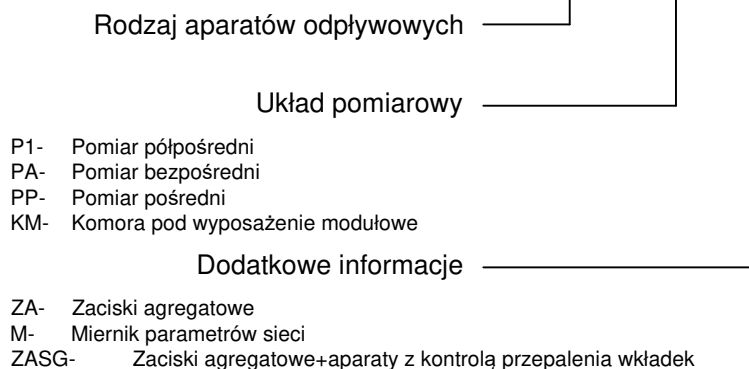 Rodzaj aparatów odpływowych
Układ pomiarowy
P1- Pomiar półpośredni
PA- Pomiar bezpośredni
PP- Pomiar pośredni
KM- Komora pod wyposażenie modułowe
Dodatkowe informacje
ZA- Zaciski agregatowe
M- Miernik parametrów sieci
ZASG- Zaciski agregatowe+aparaty z kontrolą przepalenia wkładek